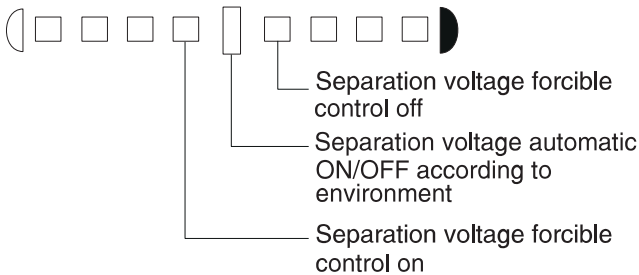 Separation voltage forcible
control off
Separation voltage automatic
ON/OFF according to
environment
Separation voltage forcible
control on